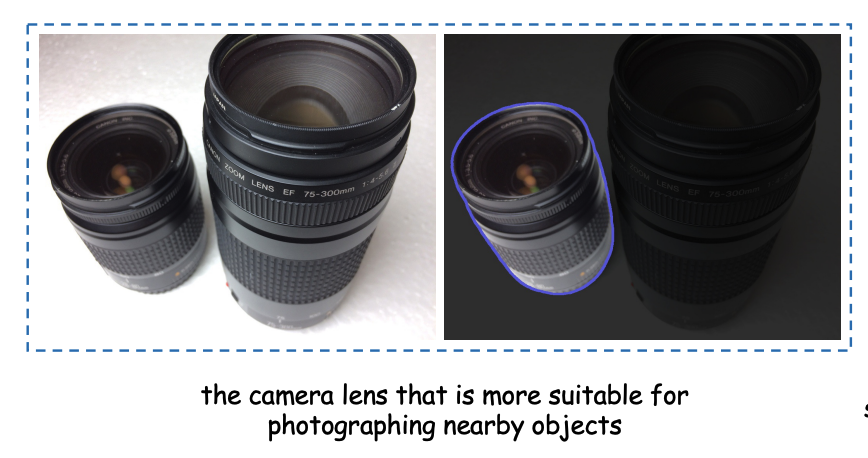 CANON ZOOM LENS EF 75-300mm 1:4-5.6
the camera lens that is more suitable for
photographing nearby objects